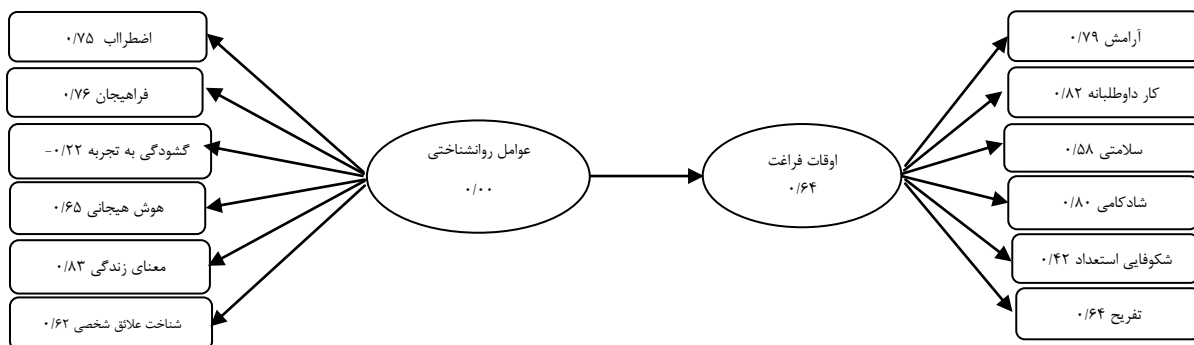 اضطرااب ۰/۷۵
فراهیجان ۰/۷۶
گشودگی به تجربه ۰/۲۲-
هوش هیجانی ۰/۶۵
معنای زندگی ۰/۸۳
شناخت علائق شخصی ۰/۶۲
عوامل روانشناختی
۰/۰۰
اوقات فراغت
۰/۶۴
آرامش ۰/۷۹
کار داوطلبانه ۰/۸۲
سلامتی ۰/۵۸
شادکامی ۰/۸۰
شکوفایی استعداد ۰/۴۲
تفریح ۰/۶۴